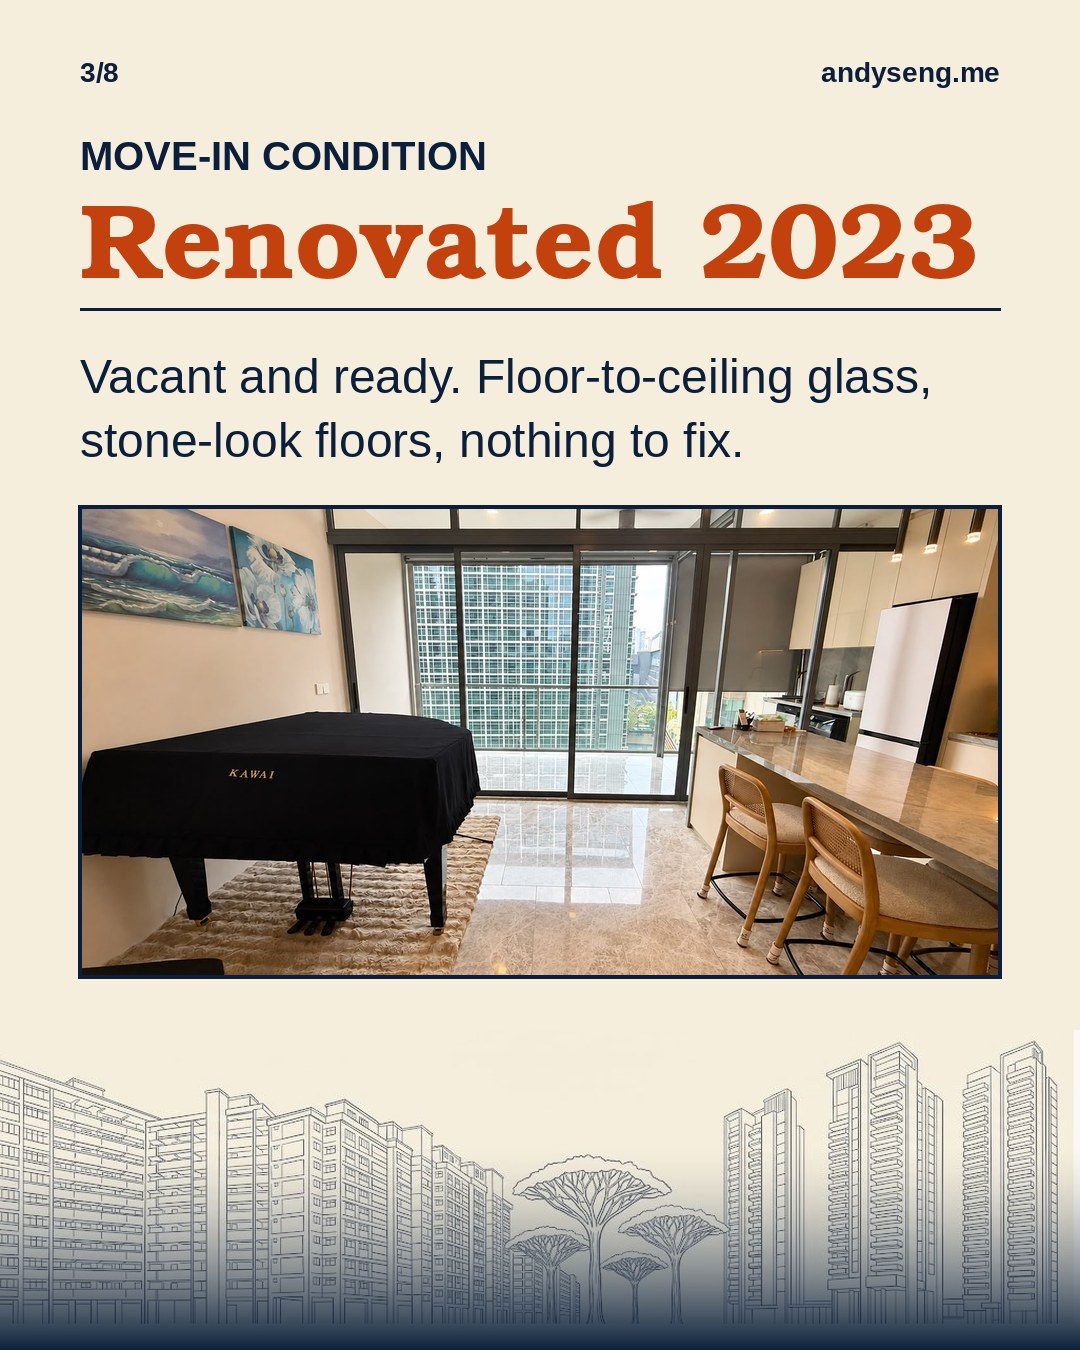 3/8
andyseng.me
MOVE-IN CONDITION
Renovated 2023
Vacant and ready. Floor-to-ceiling glass,
stone-look floors, nothing to fix.
KAWAI